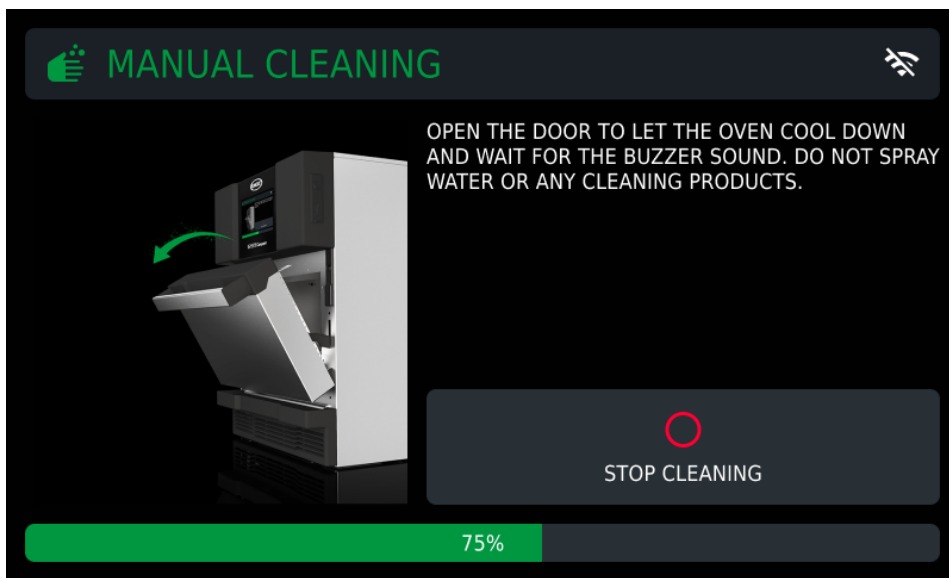 MANUAL CLEANING
OPEN THE DOOR TO LET THE OVEN COOL DOWN
AND WAIT FOR THE BUZZER SOUND. DO NOT SPRAY
WATER OR ANY CLEANING PRODUCTS.
STOP CLEANING
75%